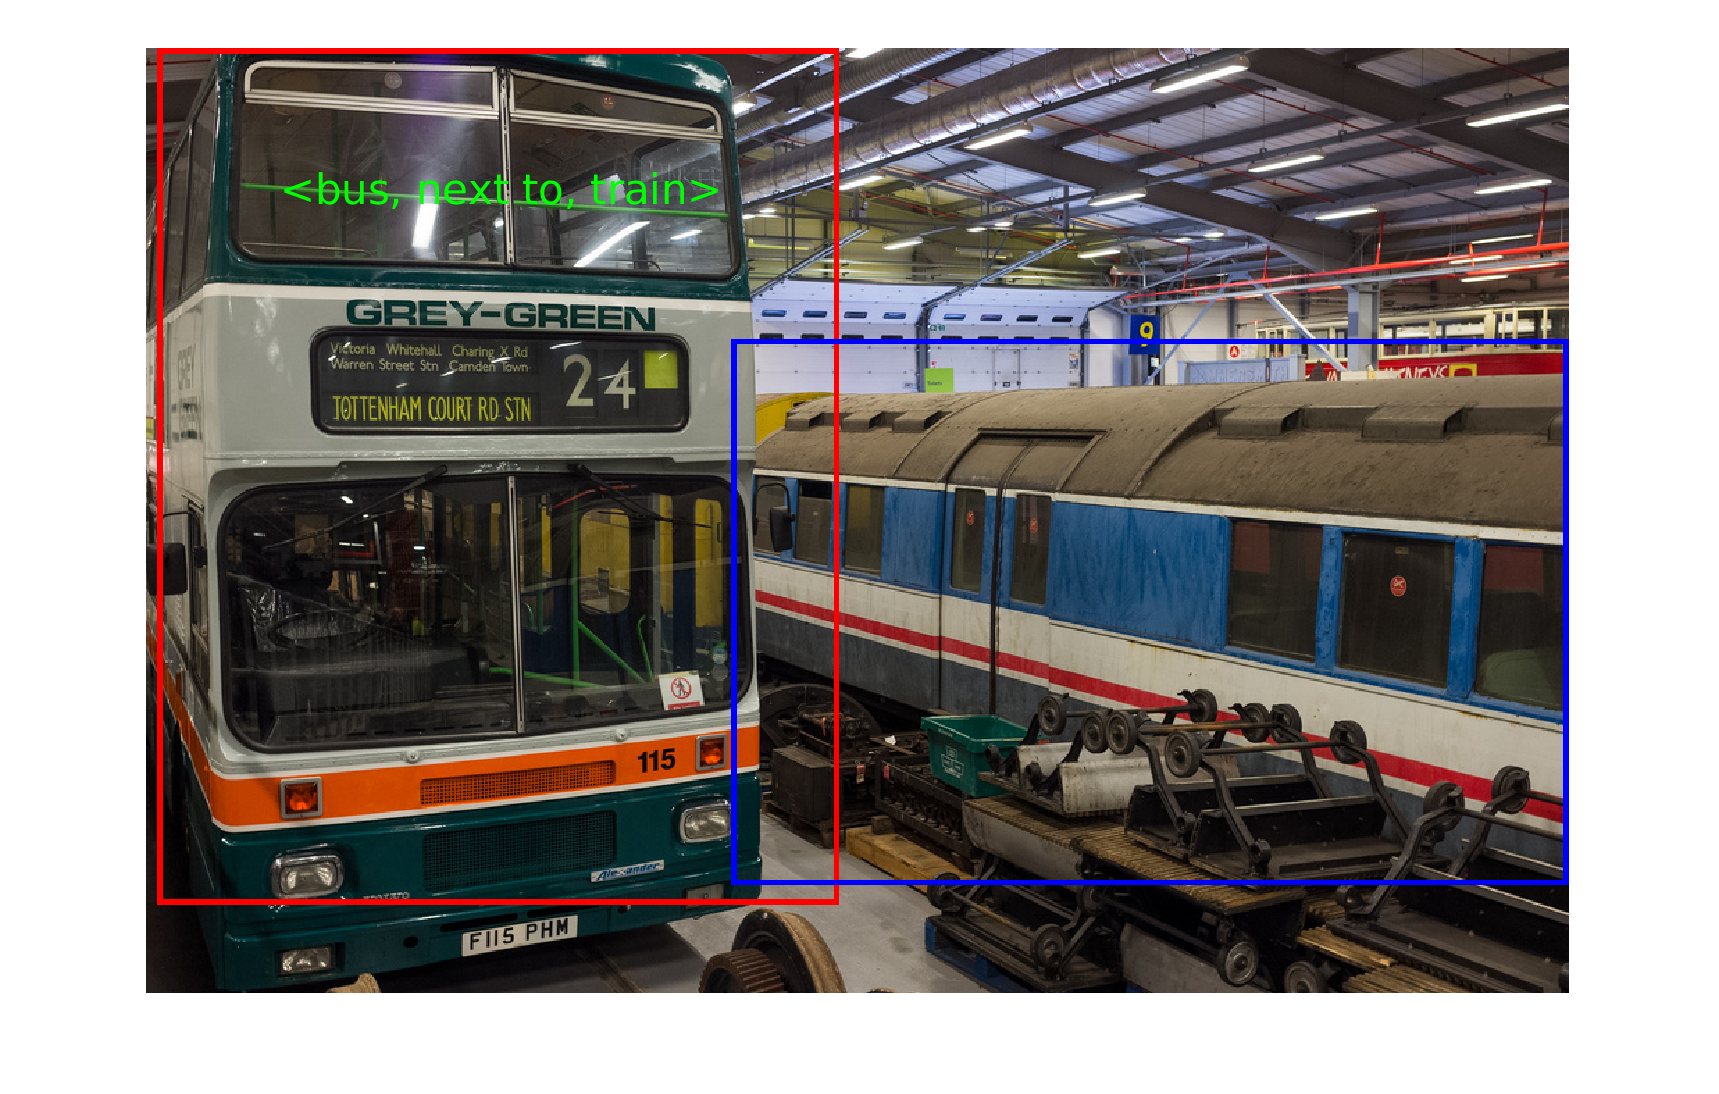 <bus, next to, train>
GREY-GREEN
Victoria Whitehall Charing X Rd
Warren Street Stn Camden Town
24
TOTTENHAM COURT RD STN
9
115
Alexander
F115 PHM